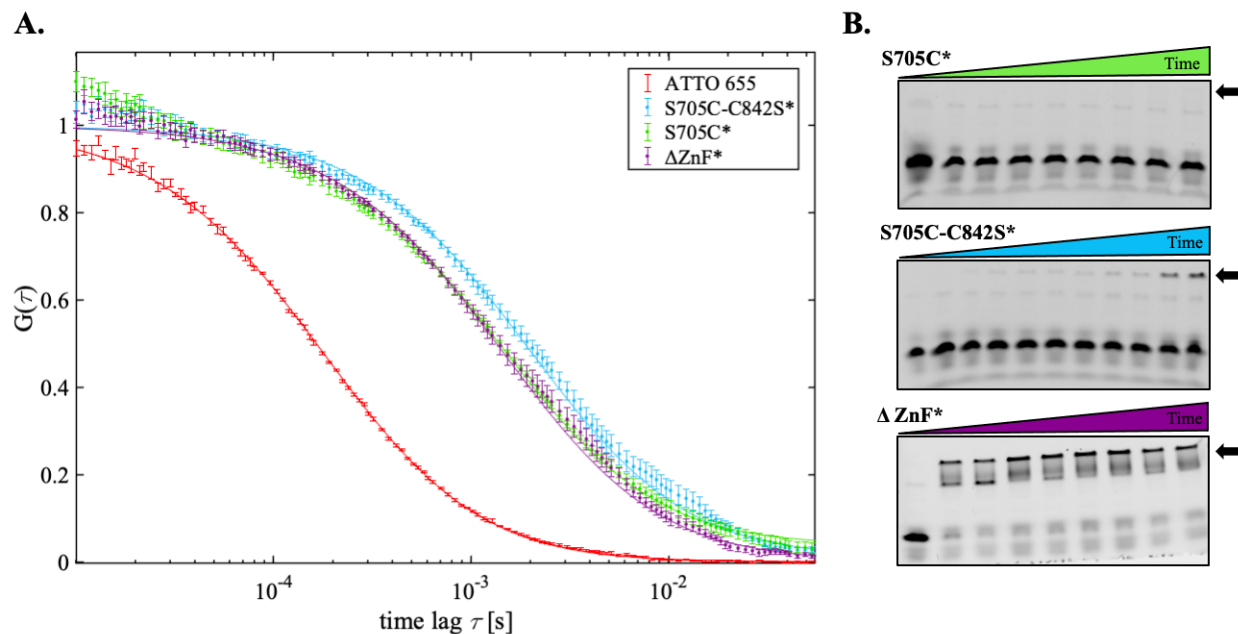 A.
B.
ATTO 655
S705C-C842S*
S705C*
ΔZnF*
1
0.8
0.6
0.4
0.2
0
G(τ)
10-4
10-3
10-2
time lag τ [s]
S705C*
Time
S705C-C842S*
Time
Δ ZnF*
Time